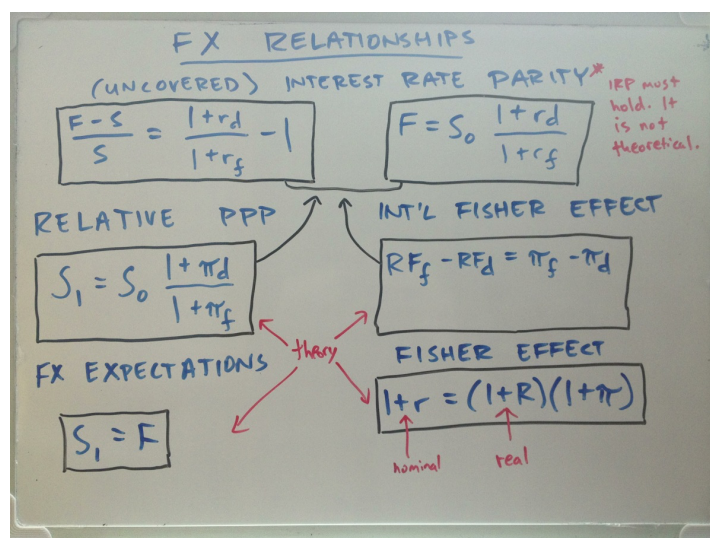 FX RELATIONSHIPS
(UNCOVERED) INTEREST RATE PARITY*
IRP must
hold. It
is not
theoretical.
(F-S)/S = (1+rd)/(1+rf) - 1
F = S₀ (1+rd)/(1+rf)
RELATIVE PPP
INT'L FISHER EFFECT
S₁ = S₀ (1+πd)/(1+πf)
RFf - RFd = πf - πd
theory
FX EXPECTATIONS
FISHER EFFECT
S₁ = F
1+r = (1+R)(1+π)
nominal
real